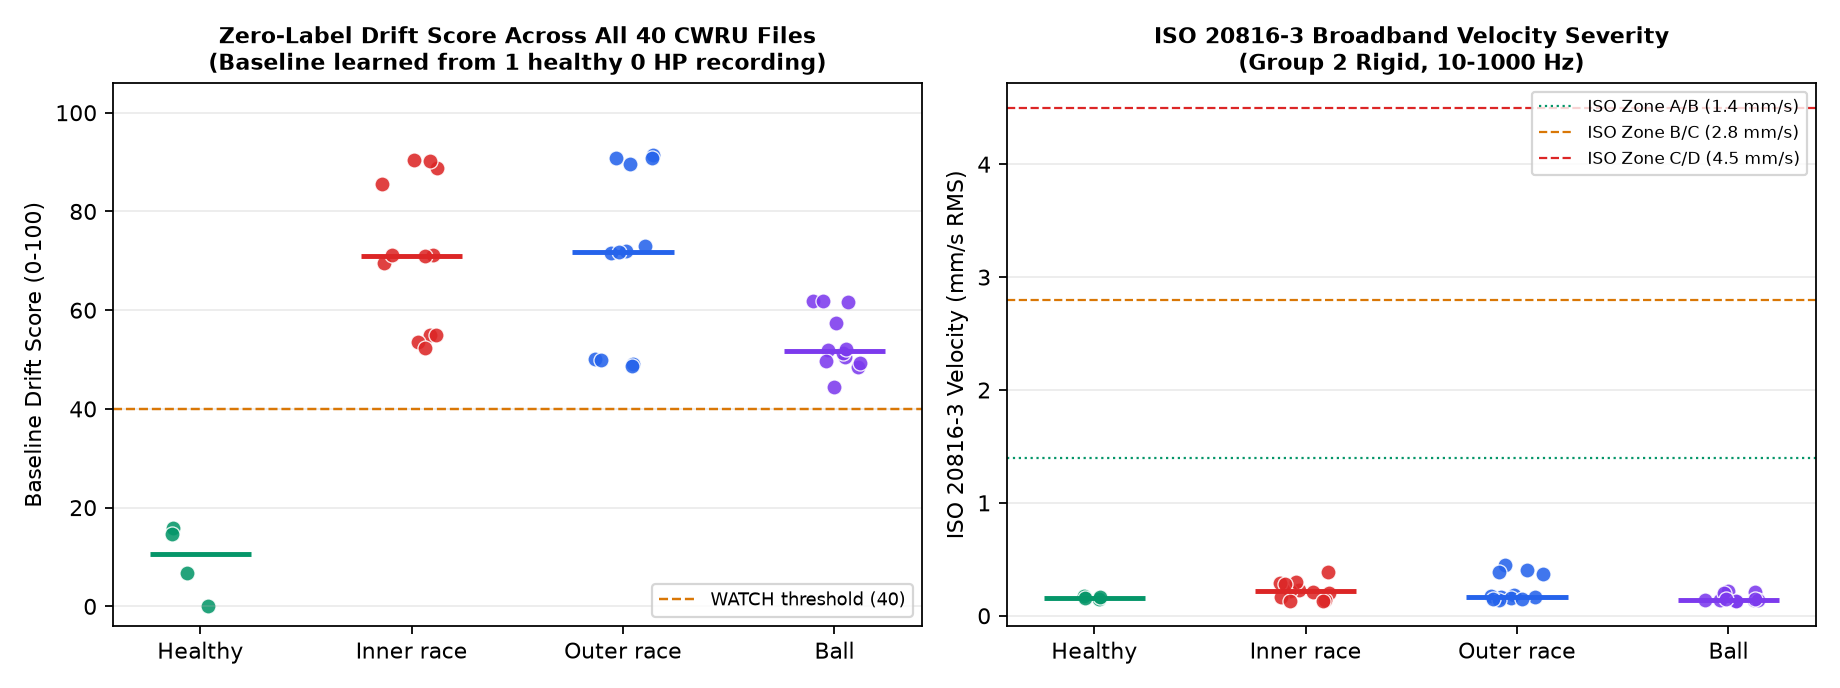 Zero-Label Drift Score Across All 40 CWRU Files
(Baseline learned from 1 healthy 0 HP recording)
Baseline Drift Score (0-100)
100
80
60
40
20
0
WATCH threshold (40)
Healthy
Inner race
Outer race
Ball
ISO 20816-3 Broadband Velocity Severity
(Group 2 Rigid, 10-1000 Hz)
ISO 20816-3 Velocity (mm/s RMS)
4
3
2
1
0
ISO Zone A/B (1.4 mm/s)
ISO Zone B/C (2.8 mm/s)
ISO Zone C/D (4.5 mm/s)
Healthy
Inner race
Outer race
Ball